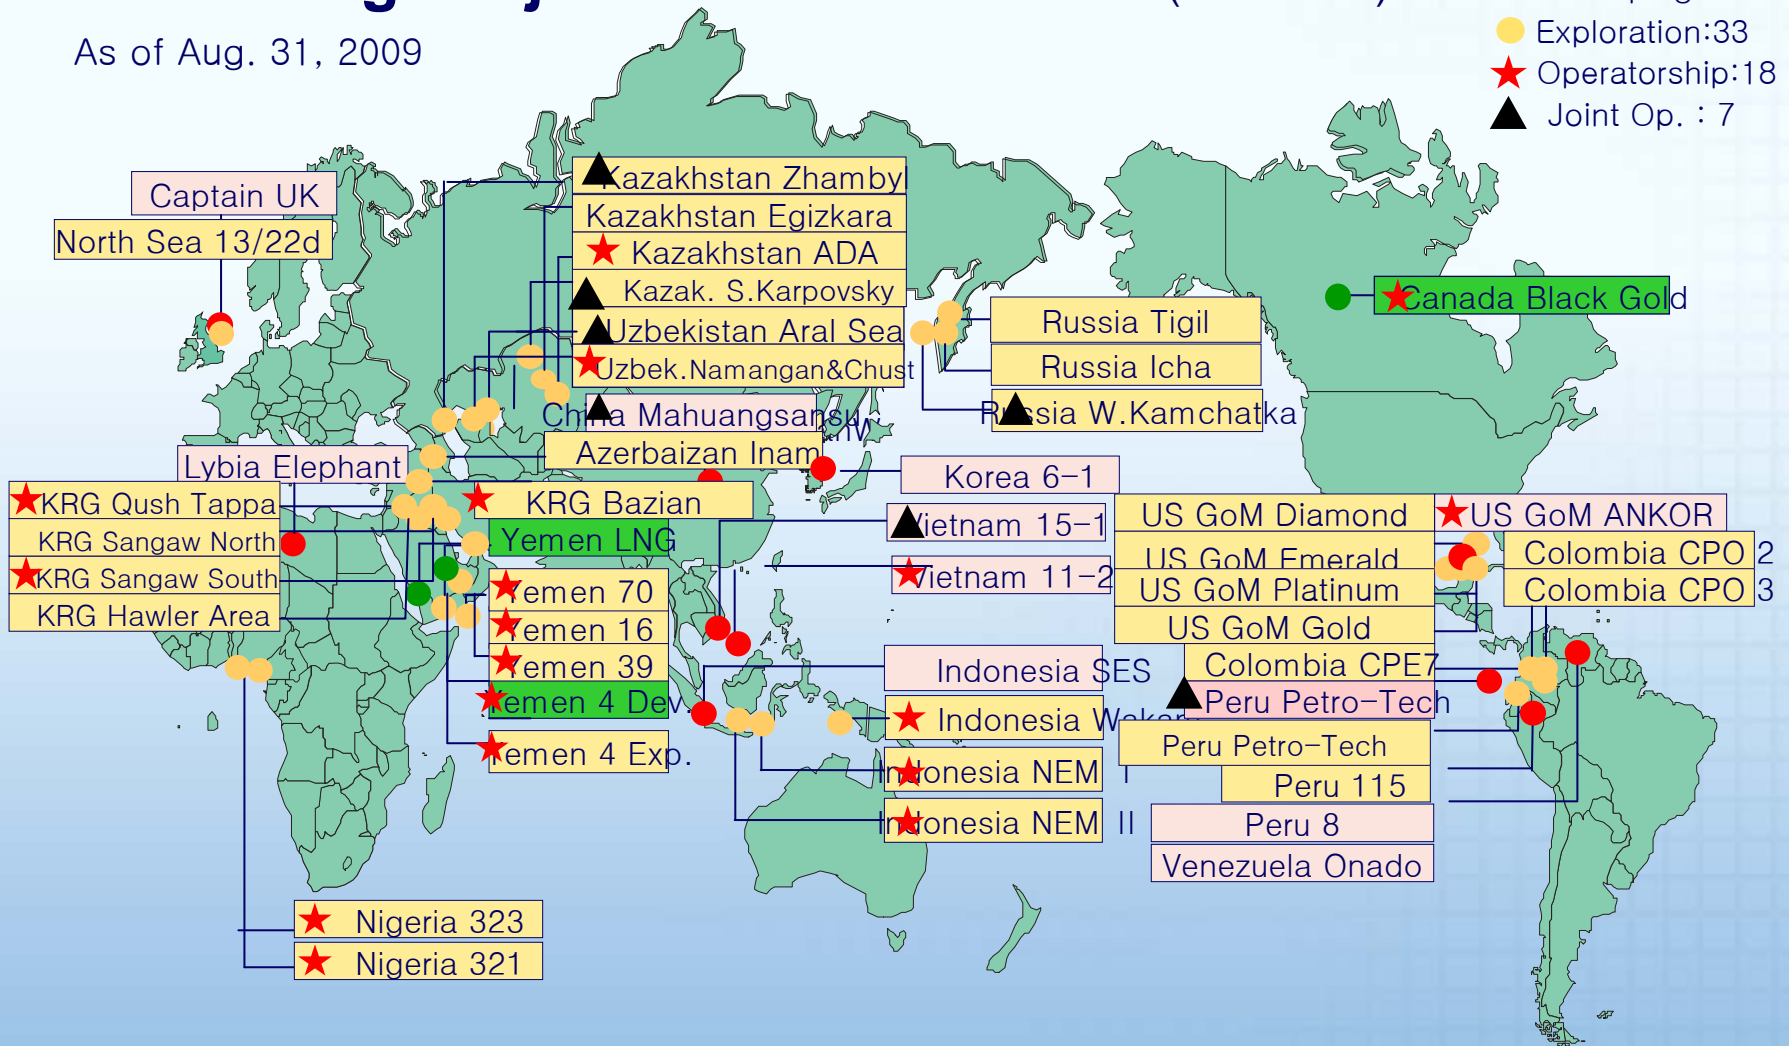 As of Aug. 31, 2009
Exploration:33
Operatorship:18
Joint Op. : 7
Captain UK
North Sea 13/22d
Kazakhstan Zhambyl
Kazakhstan Egizkara
Kazakhstan ADA
Kazak. S.Karpovsky
Uzbekistan Aral Sea
Uzbek.Namangan&Chust
China Mahuangsansu
Azerbaizan Inam
Russia Tigil
Russia Icha
Russia W.Kamchatka
Canada Black Gold
Lybia Elephant
KRG Qush Tappa
KRG Sangaw North
KRG Sangaw South
KRG Hawler Area
KRG Bazian
Yemen LNG
Yemen 70
Yemen 16
Yemen 39
Yemen 4 Dev.
Yemen 4 Exp.
Korea 6-1
Vietnam 15-1
Vietnam 11-2
Indonesia SES
Indonesia
Indonesia NEM I
Indonesia NEM II
US GoM Diamond
US GoM Emerald
US GoM Platinum
US GoM Gold
US GoM ANKOR
Colombia CPO 2
Colombia CPO 3
Colombia CPE7
Peru Petro-Tech
Peru Petro-Tech
Peru 115
Peru 8
Venezuela Onado
Nigeria 323
Nigeria 321